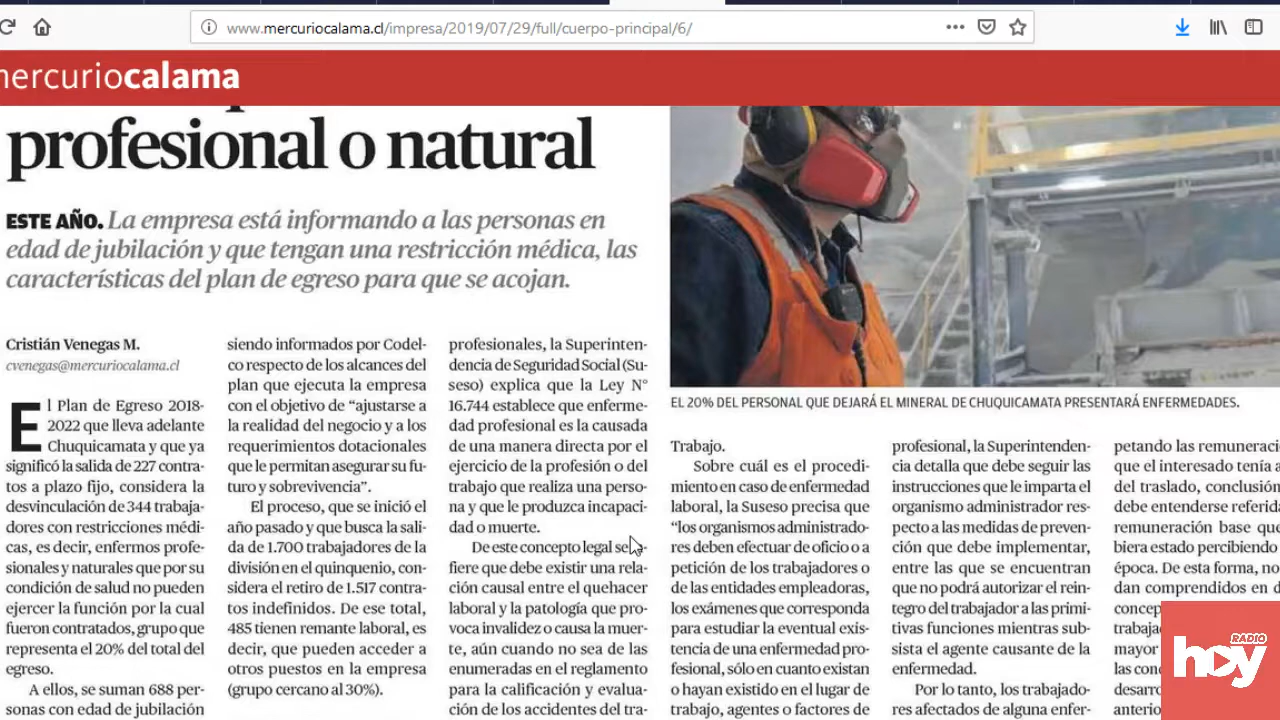 www.mercuriocalama.cl/impresa/2019/07/29/full/cuerpo-principal/6/
mercuriocalama
profesional o natural
ESTE AÑO. La empresa está informando a las personas en
edad de jubilación y que tengan una restricción médica, las
características del plan de egreso para que se acojan.
Cristián Venegas M.
cvenegas@mercuriocalama.cl
El Plan de Egreso 2018-
2022 que lleva adelante
Chuquicamata y que ya
significó la salida de 227 contra-
tos a plazo fijo, considera la
desvinculación de 344 trabaja-
dores con restricciones médi-
cas, es decir, enfermos profe-
sionales y naturales que por su
condición de salud no pueden
ejercer la función por la cual
fueron contratados, grupo que
representa el 20% del total del
egreso.
A ellos, se suman 688 per-
sonas con edad de jubilación
siendo informados por Codel-
co respecto de los alcances del
plan que ejecuta la empresa
con el objetivo de “ajustarse a
la realidad del negocio y a los
requerimientos dotacionales
que le permitan asegurar su fu-
turo y sobrevivencia”.
El proceso, que se inició el
año pasado y que busca la sali-
da de 1.700 trabajadores de la
división en el quinquenio, con-
sidera el retiro de 1.517 contra-
tos indefinidos. De ese total,
485 tienen remante laboral, es
decir, que pueden acceder a
otros puestos en la empresa
(grupo cercano al 30%).
profesionales, la Superinten-
dencia de Seguridad Social (Su-
seso) explica que la Ley N°
16.744 establece que enferme-
dad profesional es la causada
de una manera directa por el
ejercicio de la profesión o del
trabajo que realiza una perso-
na y que le produzca incapaci-
dad o muerte.
De este concepto legal se
fiere que debe existir una rela-
ción causal entre el quehacer
laboral y la patología que pro-
voca invalidez o causa la muer-
te, aún cuando no sea de las
enumeradas en el reglamento
para la calificación y evalua-
ción de los accidentes del tra-
EL 20% DEL PERSONAL QUE DEJARÁ EL MINERAL DE CHUQUICAMATA PRESENTARÁ ENFERMEDADES.
Trabajo.
Sobre cuál es el procedi-
miento en caso de enfermedad
laboral, la Suseso precisa que
“los organismos administrado-
res deben efectuar de oficio o a
petición de los trabajadores o
de las entidades empleadoras,
los exámenes que corresponda
para estudiar la eventual exis-
tencia de una enfermedad pro-
fesional, sólo en cuanto existan
o hayan existido en el lugar de
trabajo, agentes o factores de
profesional, la Superintenden-
cia detalla que debe seguir las
instrucciones que le imparta el
organismo administrador res-
pecto a las medidas de preven-
ción que debe implementar,
entre las que se encuentran
que no podrá autorizar el rein-
tegro del trabajador a las primi-
tivas funciones mientras sub-
sista el agente causante de la
enfermedad.
Por lo tanto, los trabajado-
res afectados de alguna enfer-
petando las remuneraci
que el interesado tenía a
del traslado, conclusión
debe entenderse referida
remuneración base que
biera estado percibiendo
época. De esta forma, no
dan comprendidos en d
concep
trabaja
mayor
las con
desarro
anterio
RADIO
hoy